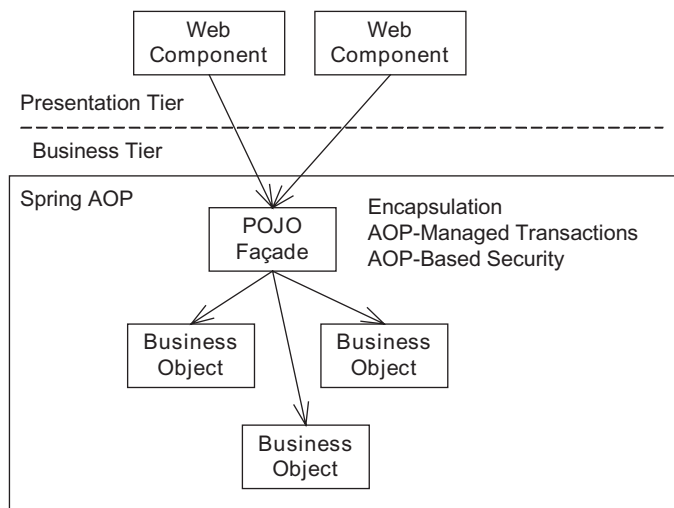 Web
Component
Web
Component
Presentation Tier
Business Tier
Spring AOP
POJO
Façade
Encapsulation
AOP-Managed Transactions
AOP-Based Security
Business
Object
Business
Object
Business
Object